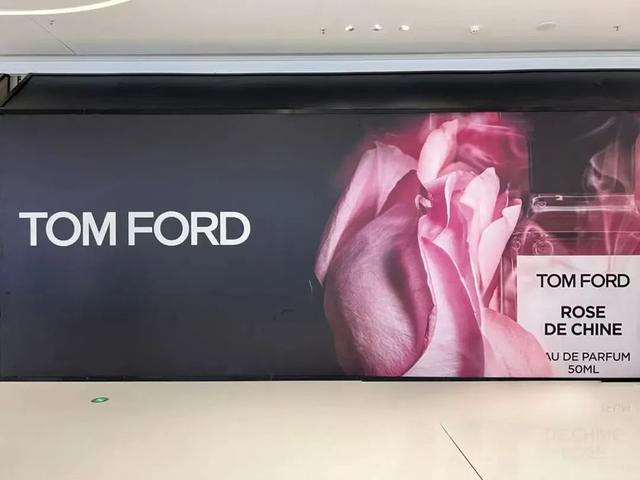 TOM FORD
TOM FORD
ROSE
DE CHINE
AU DE PARFUM
50ML